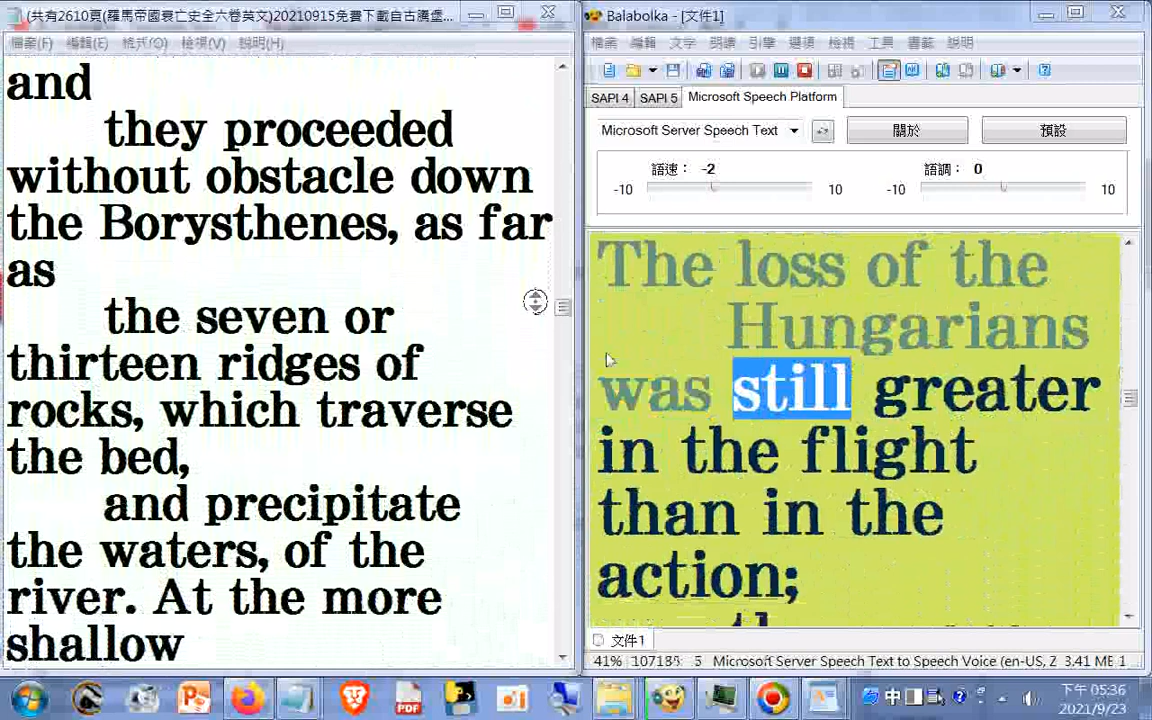 (共有2610頁(羅馬帝國衰亡史全六卷英文)20210915免費下載自古騰堡...
檔案(F) 編輯(E) 格式(O) 檢視(V) 說明(H)
and
they proceeded
without obstacle down
the Borysthenes, as far
as
the seven or
thirteen ridges of
rocks, which traverse
the bed,
and precipitate
the waters, of the
river. At the more
shallow
Balabolka - [文件1]
檔案 編輯 文字 朗讀 引擎 選項 檢視 工具 書籤 說明
SAPI 4 SAPI 5 Microsoft Speech Platform
Microsoft Server Speech Text 關於 預設
語速: -2 語調: 0
-10 10 -10 10
The loss of the
Hungarians
was still greater
in the flight
than in the
action;
文件1
41% 5 Microsoft Server Speech Text to Speech Voice (en-US, Z 3.41 ME 1
中 下午 05:36
2021/9/23